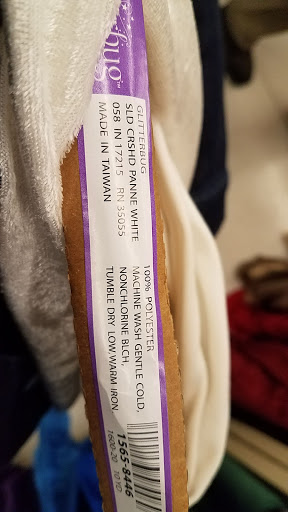 GLITTERBUG
SLD CRSHD PANNE WHITE
058 IN 17215 RN 35055
MADE IN TAIWAN
100% POLYESTER
MACHINE WASH GENTLE COLD,
NONCHLORINE BLCH,
TUMBLE DRY LOW,WARM IRON.
1565-8446